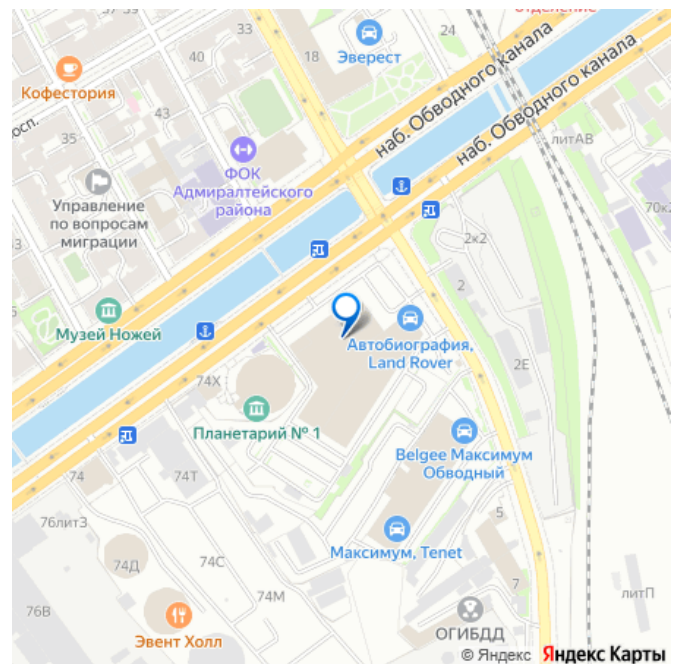 отделение
33
39/23
24
40
18
Эверест
наб. Обводного канала
наб. Обводного канала
Кофестория
43
литАВ
осп.
35
ФОК
Адмиралтейского
района
Управление
по вопросам
миграции
2к2
2
Музей Ножей
Автобиография,
Land Rover
2Е
74Х
Планетарий № 1
Belgee Максимум
Обводный
74
74Т
76литЗ
5
Максимум, Tenet
74Д
74С
7
74М
литП
76В
Эвент Холл
ОГИБДД
© Яндекс Яндекс Карты